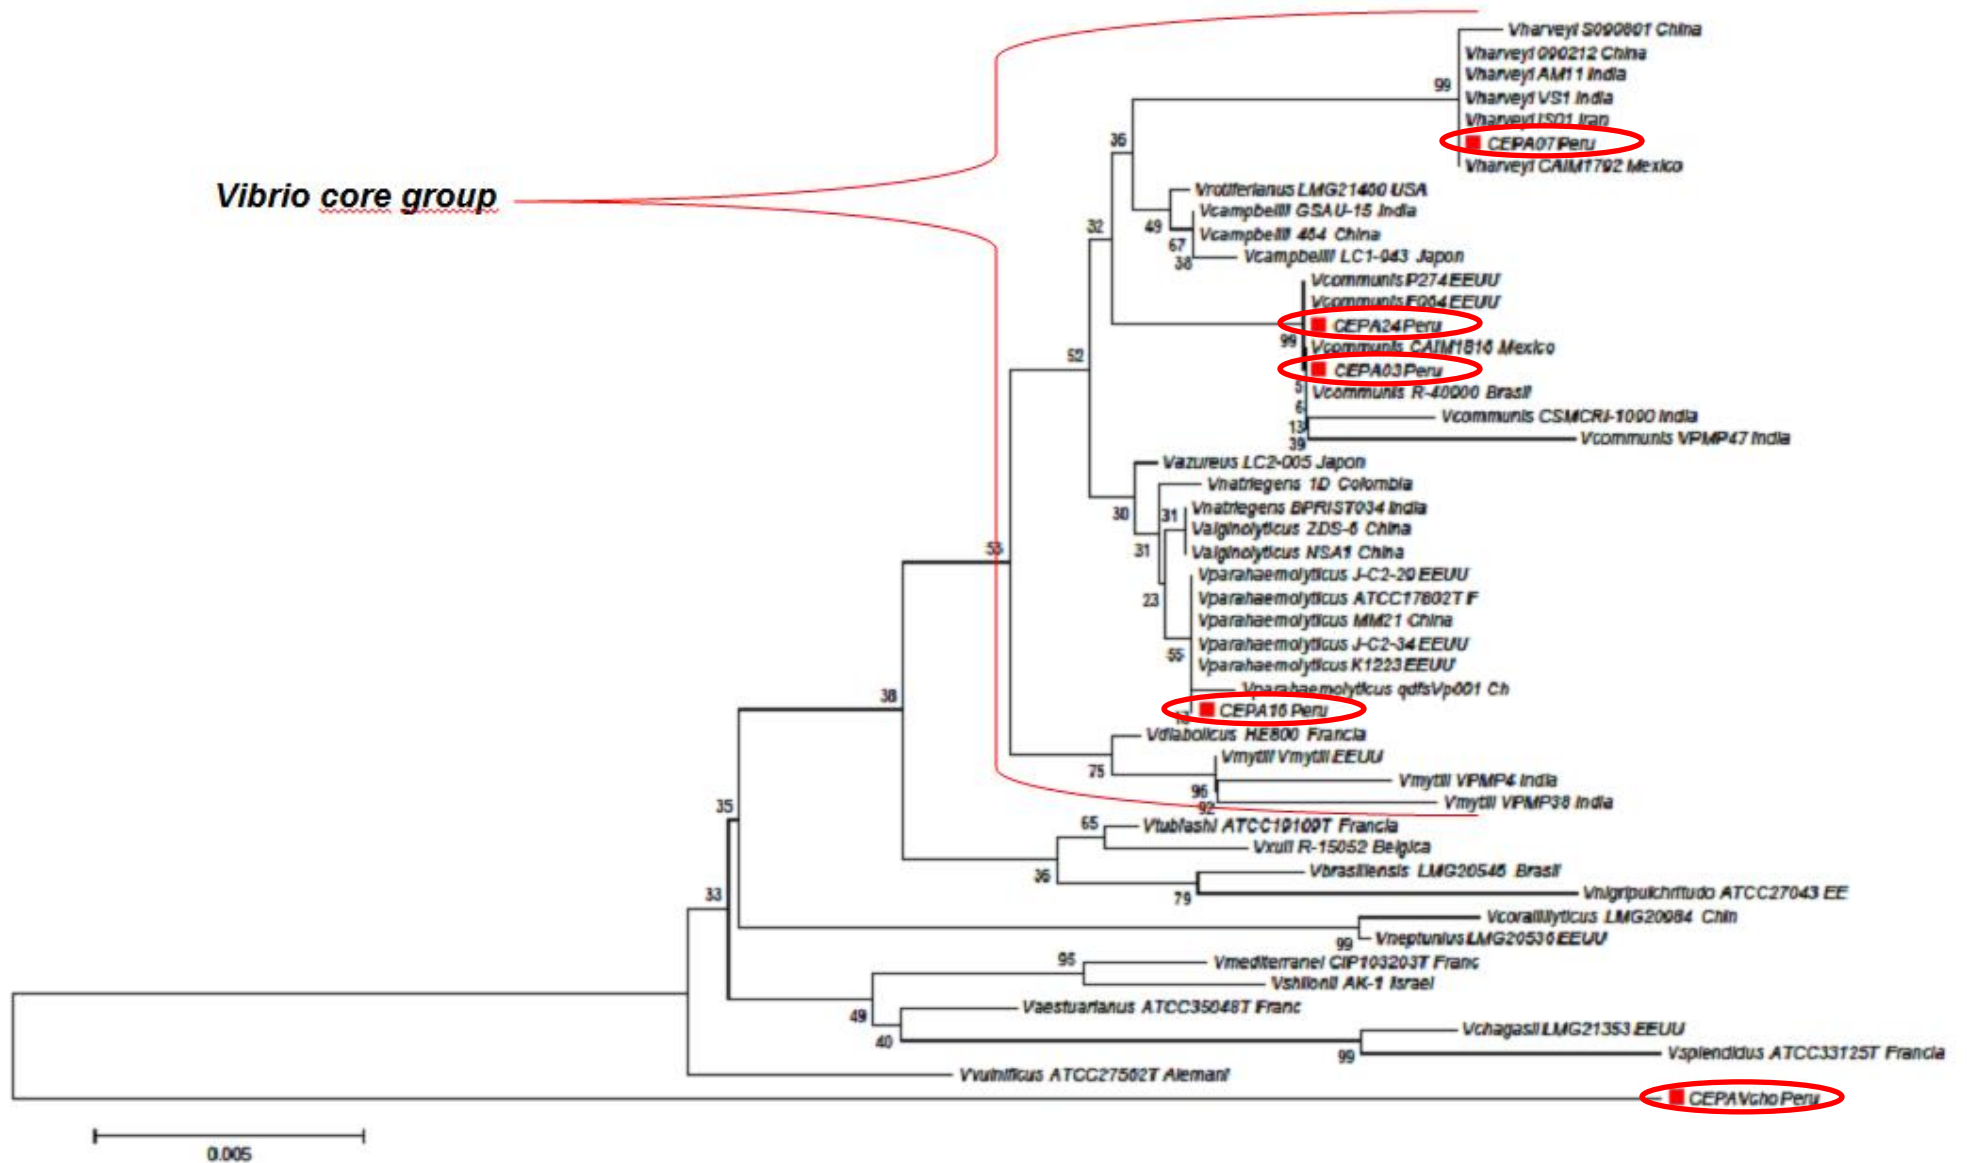 Vharveyi S090801 China
Vharveyi 090212 China
Vharveyi AM11 India
99
Vharveyi VS1 India
Vharveyi IS01 Iran
36
CEPA07 Peru
Vharveyi CAIM1792 Mexico
Vibrio core group
Vrotiferianus LMG21460 USA
Vcampbellii GSAU-15 India
32
49
Vcampbellii 464 China
67
Vcampbellii LC1-043 Japon
38
Vcommunis P274 EEUU
Vcommunis F064 EEUU
CEPA24 Peru
99
Vcommunis CAIM1816 Mexico
52
CEPA03 Peru
5
Vcommunis R-40900 Brasil
6
Vcommunis CSMCRI-1090 India
13
Vcommunis VPMP47 India
39
Vazureus LC2-005 Japon
Vnatriegens 1D Colombia
Vnatriegens BPRIST034 India
30
31
Valginolyticus ZDS-6 China
31
Valginolyticus NSA1 China
53
Vparahaemolyticus J-C2-20 EEUU
23
Vparahaemolyticus ATCC17802T F
Vparahaemolyticus MM21 China
Vparahaemolyticus J-C2-34 EEUU
55
Vparahaemolyticus K1223 EEUU
Vparahaemolyticus qdfsVp001 Ch
38
CEPA16 Peru
Vdiabolicus HE800 Francia
Vmytili Vmytili EEUU
75
Vmytili VPMP4 India
96
Vmytili VPMP38 India
92
35
65
Vtubiashi ATCC19109T Francia
Vxuii R-15052 Belgica
36
Vbrasiliensis LMG20546 Brasil
33
79
Vnigripulchritudo ATCC27043 EE
Vcoralliilyticus LMG20984 Chin
99
Vneptunius LMG20536 EEUU
95
Vmediterranei CIP103203T Franc
Vshilonii AK-1 Israel
Vaestuarianus ATCC35048T Franc
49
Vchagasii LMG21353 EEUU
40
99
Vsplendidus ATCC33125T Francia
Vvulnificus ATCC27562T Alemani
CEPAVcho Peru
0.005